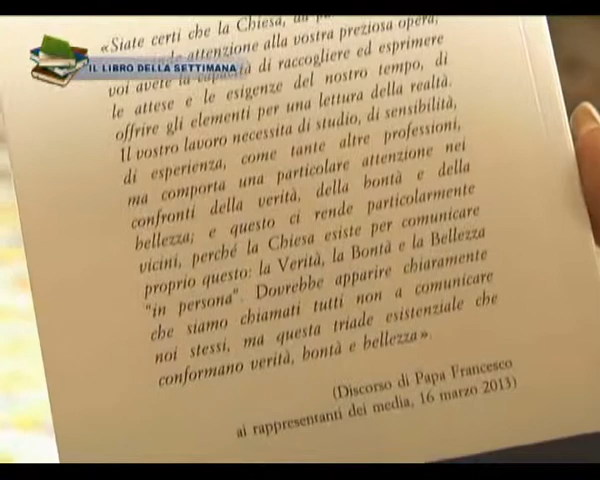 «Siate certi che la Chiesa, da
attenzione alla vostra preziosa opera;
IL LIBRO DELLA SETTIMANA
voi avete la capacità di raccogliere ed esprimere
le attese e le esigenze del nostro tempo, di
offrire gli elementi per una lettura della realtà.
Il vostro lavoro necessita di studio, di sensibilità,
di esperienza, come tante altre professioni,
ma comporta una particolare attenzione nei
confronti della verità, della bontà e della
bellezza; e questo ci rende particolarmente
vicini, perché la Chiesa esiste per comunicare
proprio questo: la Verità, la Bontà e la Bellezza
"in persona". Dovrebbe apparire chiaramente
che siamo chiamati tutti non a comunicare
noi stessi, ma questa triade esistenziale che
conformano verità, bontà e bellezza».
(Discorso di Papa Francesco
ai rappresentanti dei media, 16 marzo 2013)